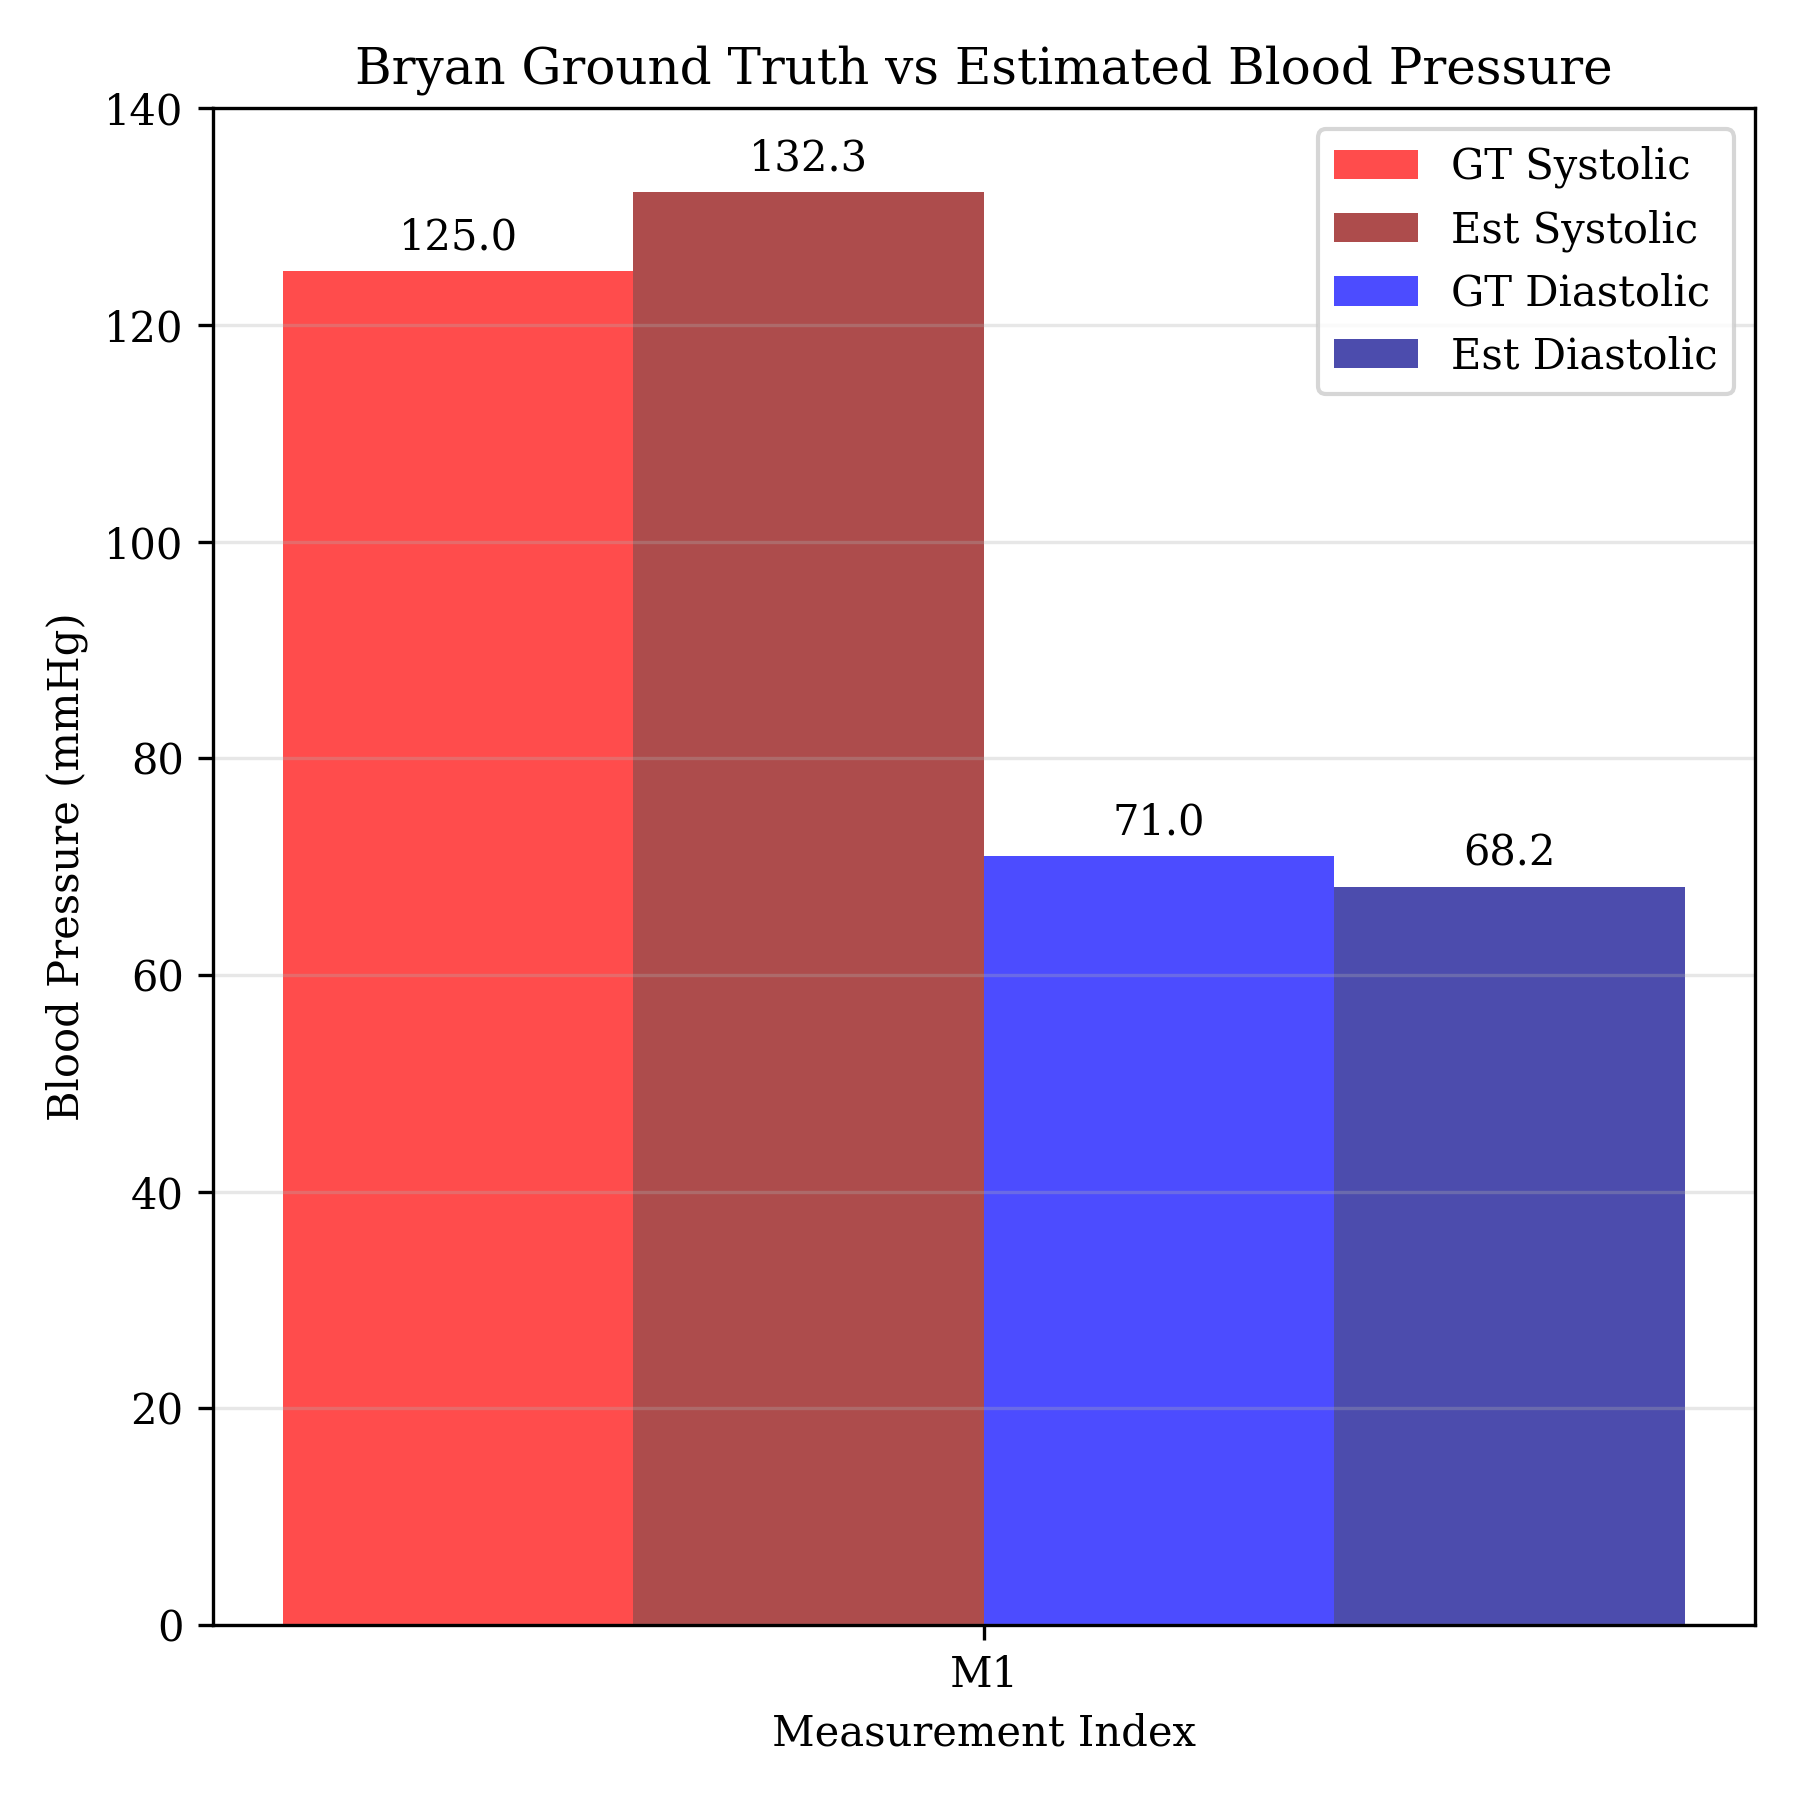 Bryan Ground Truth vs Estimated Blood Pressure
140
120
100
80
60
40
20
0
Blood Pressure (mmHg)
125.0
132.3
71.0
68.2
GT Systolic
Est Systolic
GT Diastolic
Est Diastolic
M1
Measurement Index